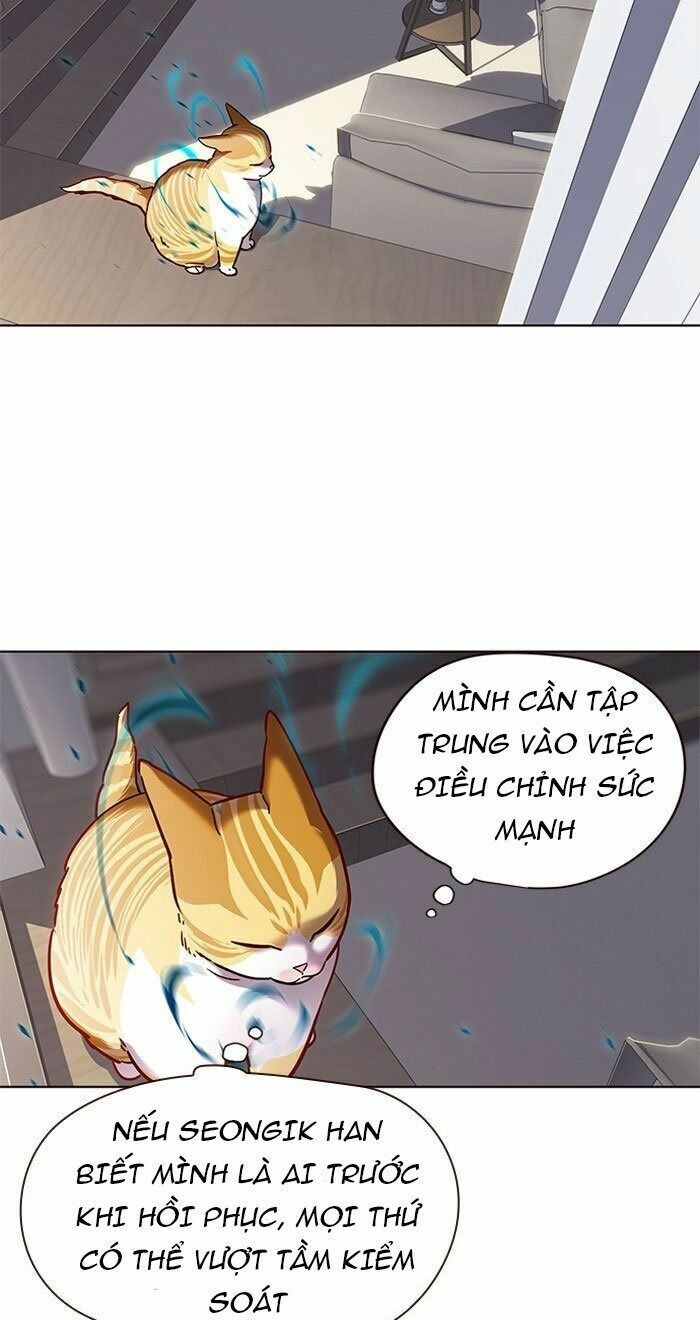 MÌNH CẦN TẬP
TRUNG VÀO VIỆC
ĐIỀU CHỈNH SỨC
MẠNH
NẾU SEONGIK HAN
BIẾT MÌNH LÀ AI TRƯỚC
KHI HỒI PHỤC, MỌI THỨ
CÓ THỂ VƯỢT TẦM KIỂM
SOÁT